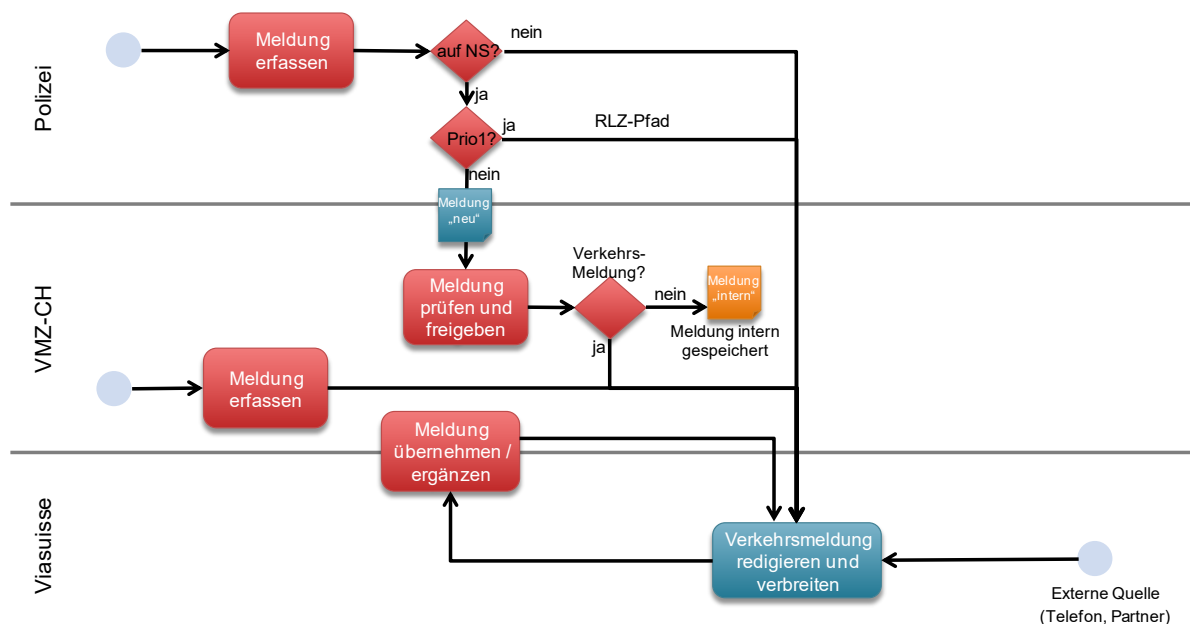 Polizei
Meldung
erfassen
auf NS?
nein
ja
Prio1?
ja
RLZ-Pfad
nein
Meldung
„neu“
VMZ-CH
Meldung
prüfen und
freigeben
Verkehrs-
Meldung?
nein
ja
Meldung
„intern“
Meldung intern
gespeichert
Meldung
erfassen
Meldung
übernehmen /
ergänzen
Viasuisse
Verkehrsmeldung
redigieren und
verbreiten
Externe Quelle
(Telefon, Partner)